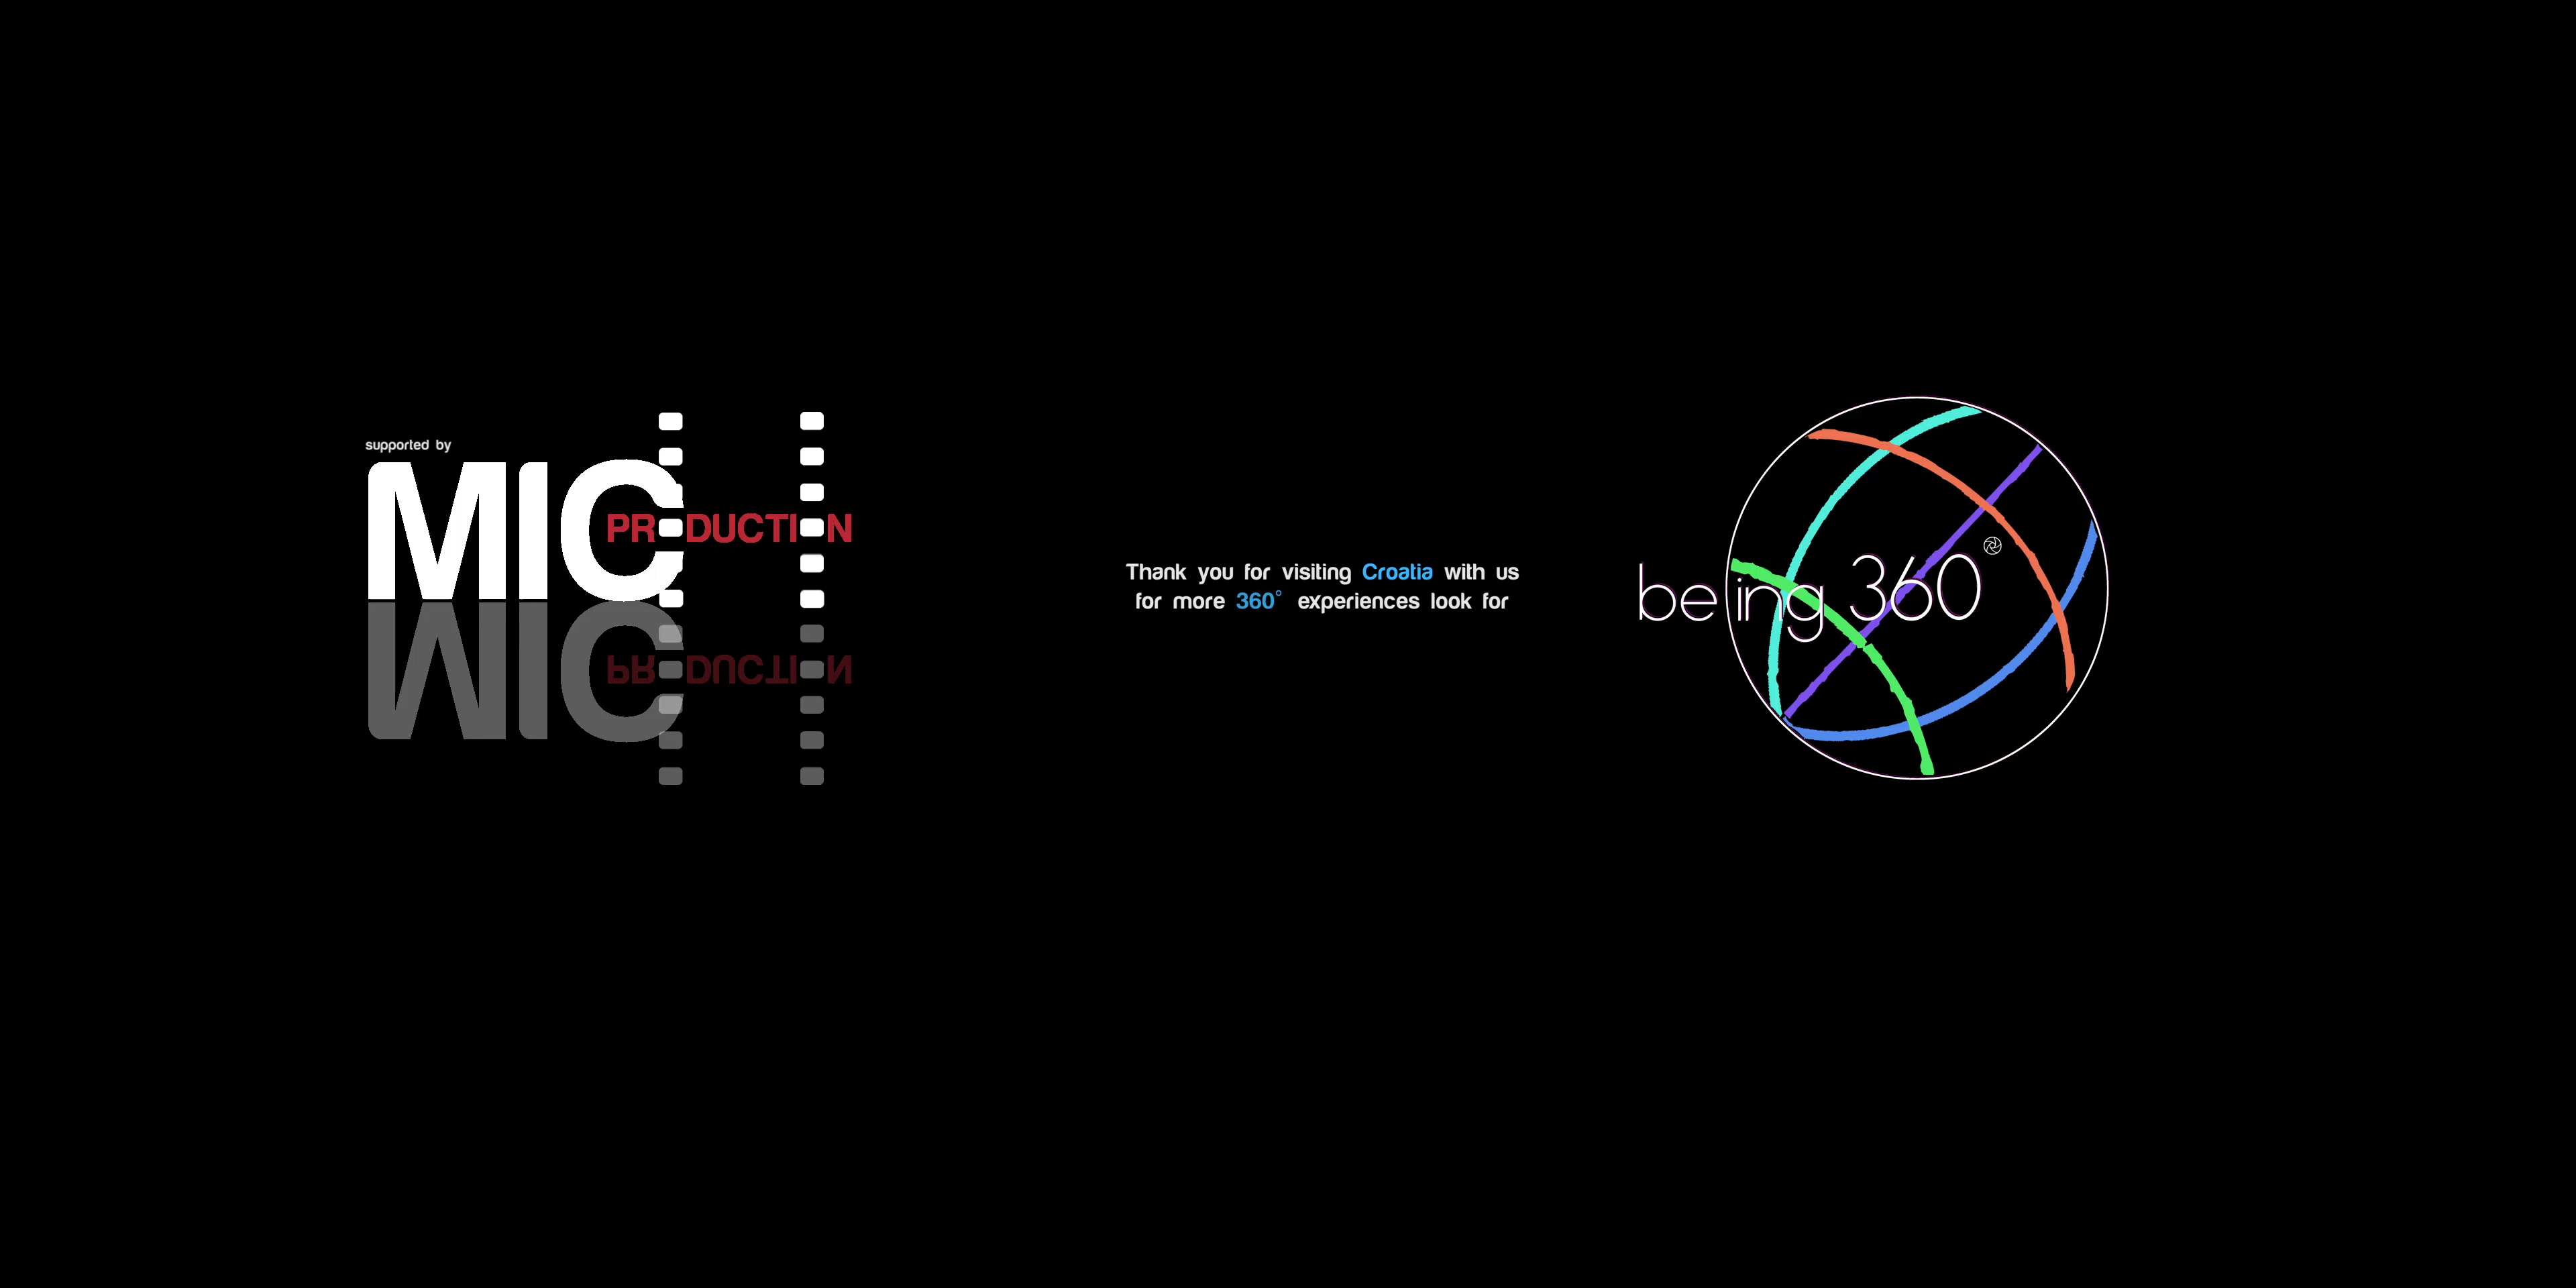 supported by
MIC
PRODUCTION
Thank you for visiting Croatia with us
for more 360° experiences look for
being 360°